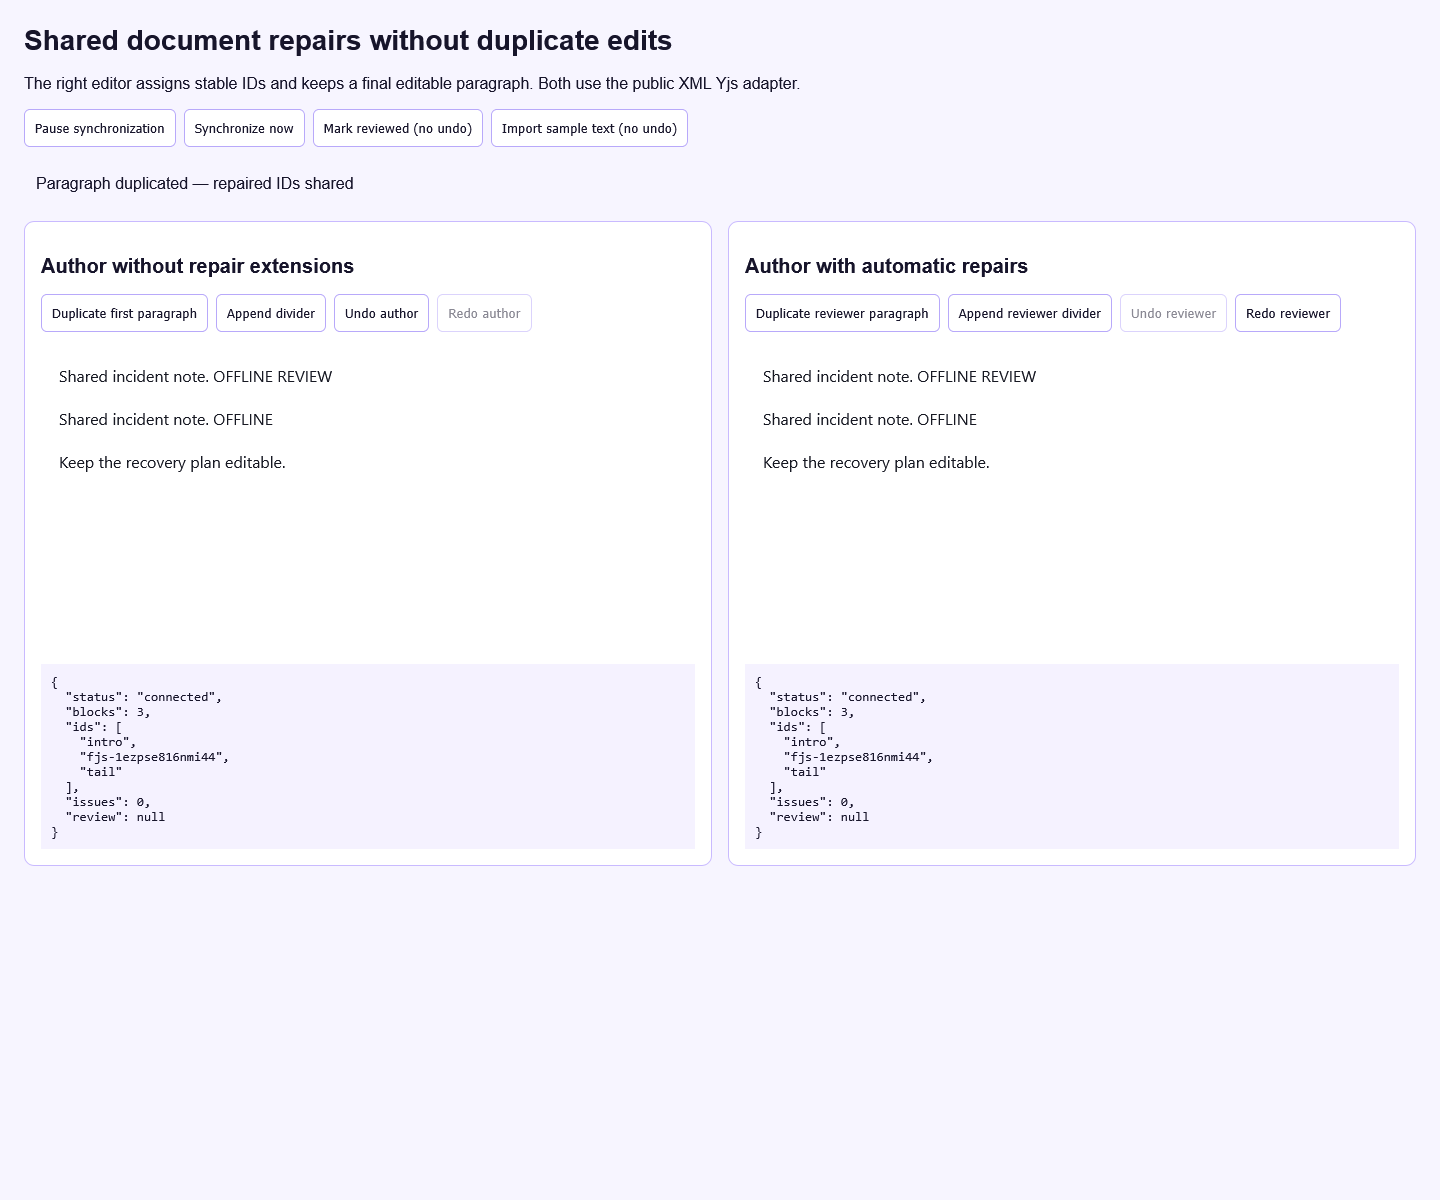 Shared document repairs without duplicate edits
The right editor assigns stable IDs and keeps a final editable paragraph. Both use the public XML Yjs adapter.
Pause synchronization
Synchronize now
Mark reviewed (no undo)
Import sample text (no undo)
Paragraph duplicated — repaired IDs shared
Author without repair extensions
Duplicate first paragraph
Append divider
Undo author
Redo author
Shared incident note. OFFLINE REVIEW
Shared incident note. OFFLINE
Keep the recovery plan editable.
{
  "status": "connected",
  "blocks": 3,
  "ids": [
    "intro",
    "fjs-1ezpse816nmi44",
    "tail"
  ],
  "issues": 0,
  "review": null
}
Author with automatic repairs
Duplicate reviewer paragraph
Append reviewer divider
Undo reviewer
Redo reviewer
Shared incident note. OFFLINE REVIEW
Shared incident note. OFFLINE
Keep the recovery plan editable.
{
  "status": "connected",
  "blocks": 3,
  "ids": [
    "intro",
    "fjs-1ezpse816nmi44",
    "tail"
  ],
  "issues": 0,
  "review": null
}